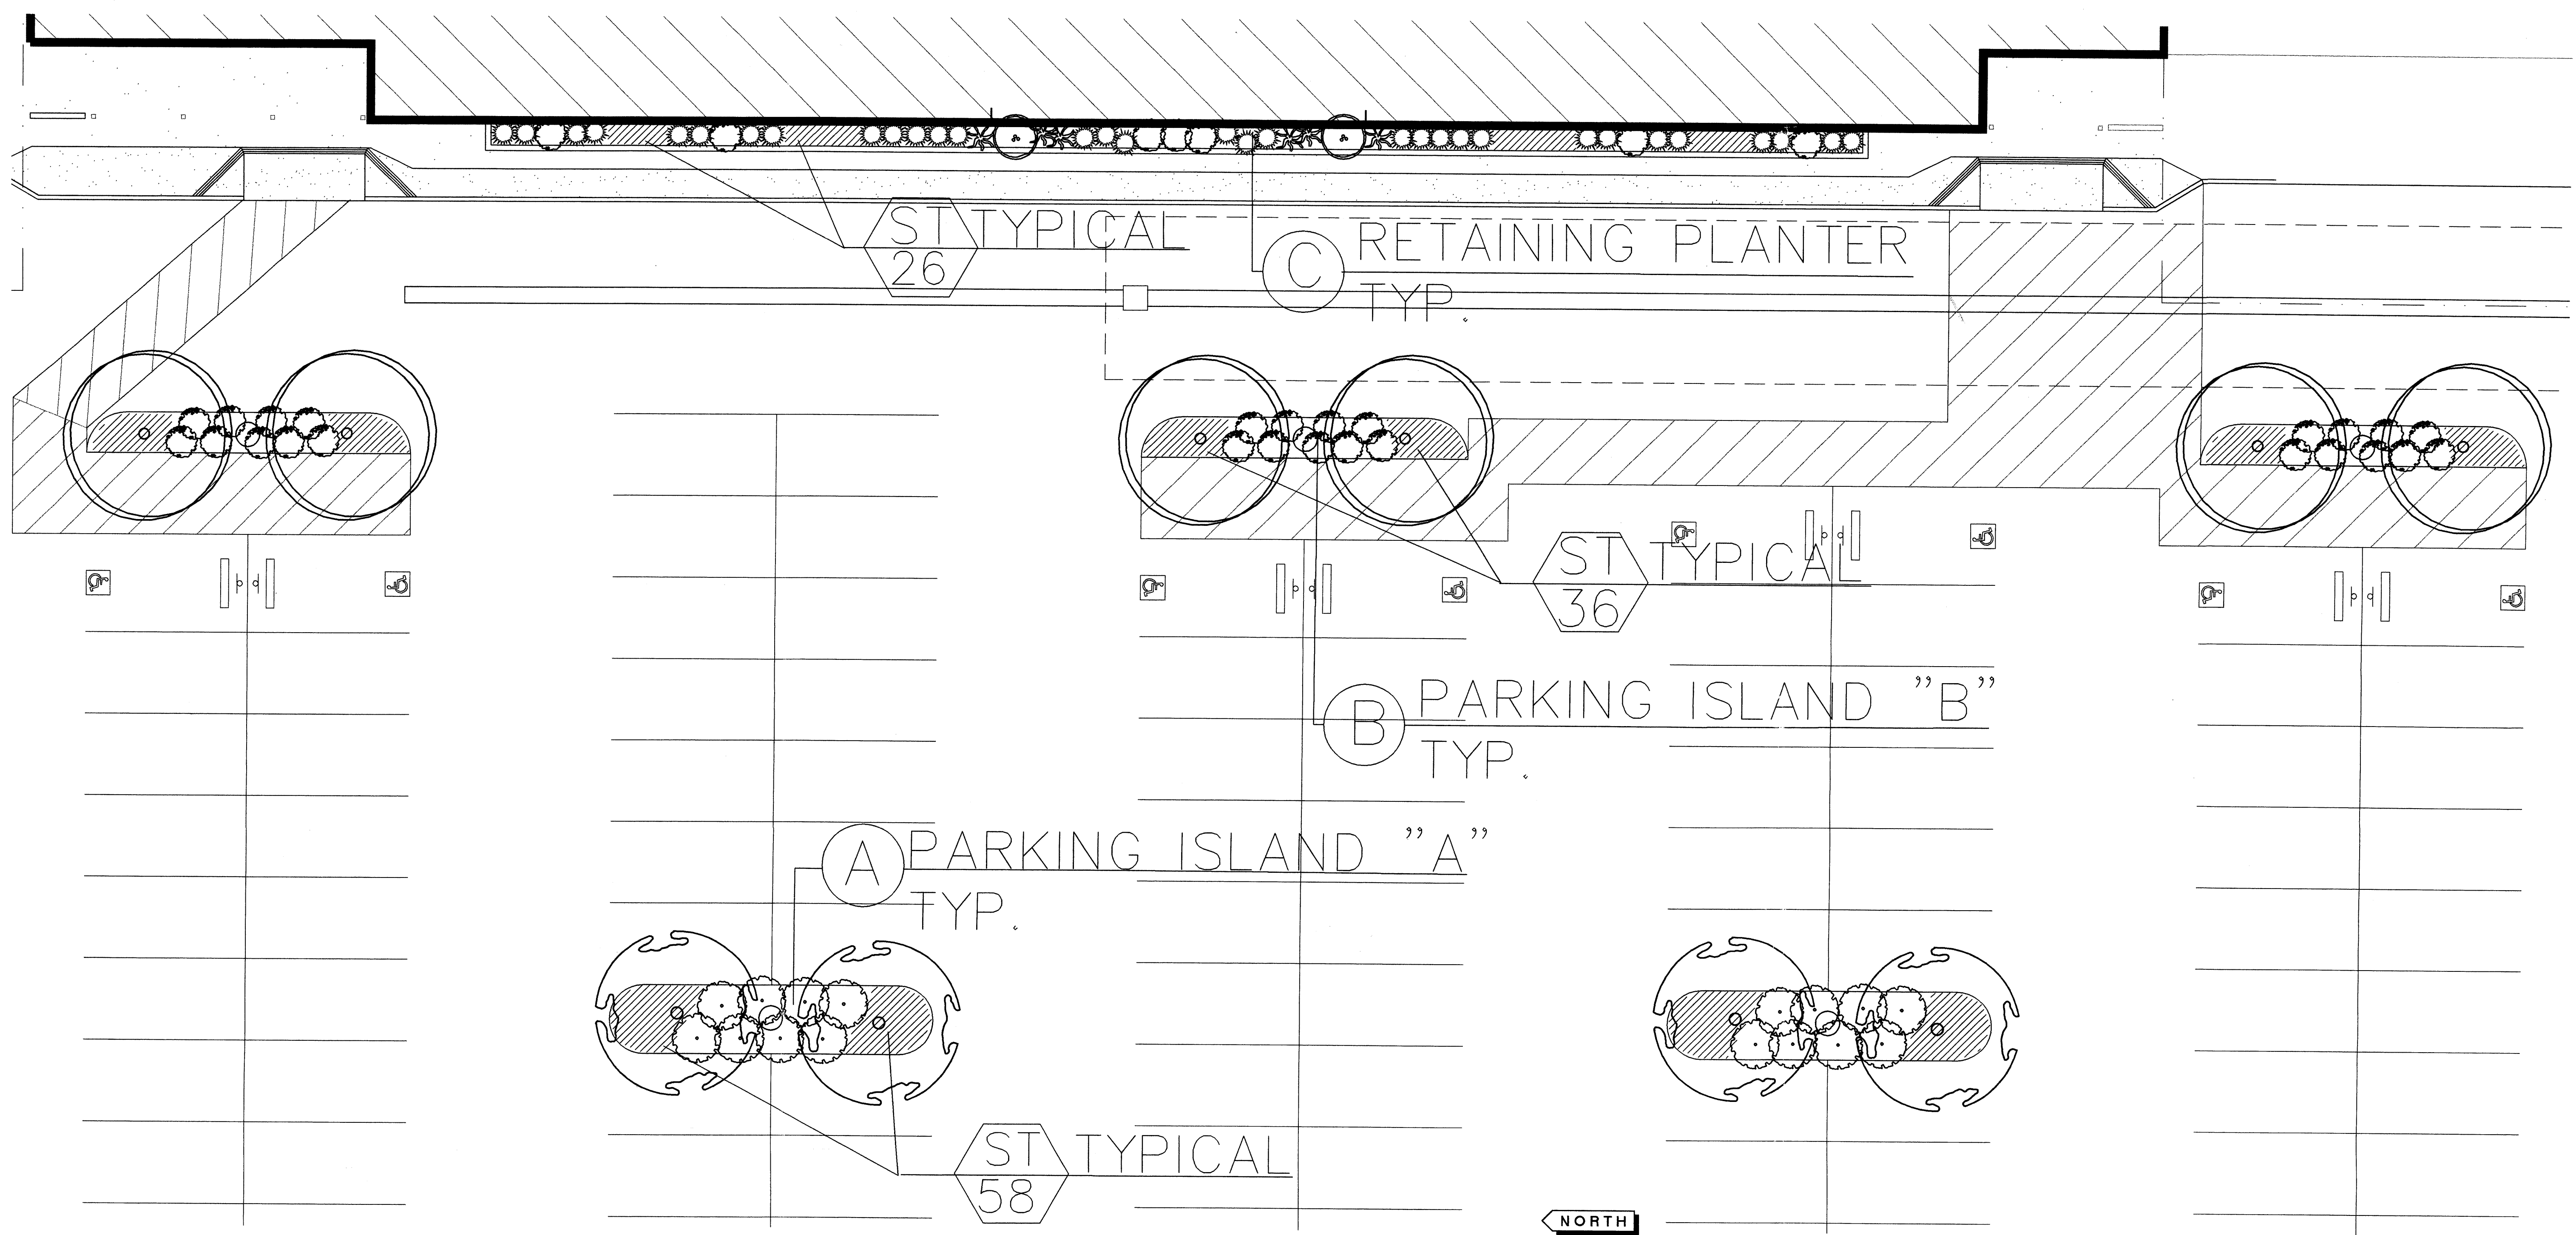 ST TYPICAL
26
C RETAINING PLANTER
TYP.
ST TYPICAL
36
B PARKING ISLAND "B"
TYP.
A PARKING ISLAND "A"
TYP.
ST TYPICAL
58
NORTH